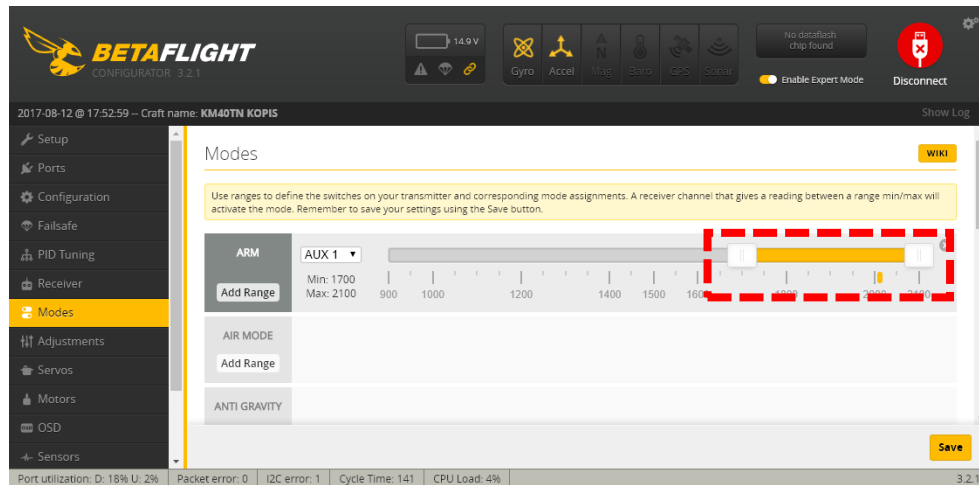 BETAFLIGHT
CONFIGURATOR 3.2.1
14.9 V
Gyro
Accel
Mag
Baro
GPS
Sonar
No dataflash
chip found
Enable Expert Mode
Disconnect
2017-08-12 @ 17:52:59 -- Craft name: KM4OTN KOPIS
Show Log
Setup
Ports
Configuration
Failsafe
PID Tuning
Receiver
Modes
Adjustments
Servos
Motors
OSD
Sensors
Modes
WIKI
Use ranges to define the switches on your transmitter and corresponding mode assignments. A receiver channel that gives a reading between a range min/max will
activate the mode. Remember to save your settings using the Save button.
ARM
Add Range
AUX 1
Min: 1700
Max: 2100
900 1000 1200 1400 1500 1600 1800 2000 2100
AIR MODE
Add Range
ANTI GRAVITY
Save
Port utilization: D: 18% U: 2% Packet error: 0 I2C error: 1 Cycle Time: 141 CPU Load: 4% 3.2.1